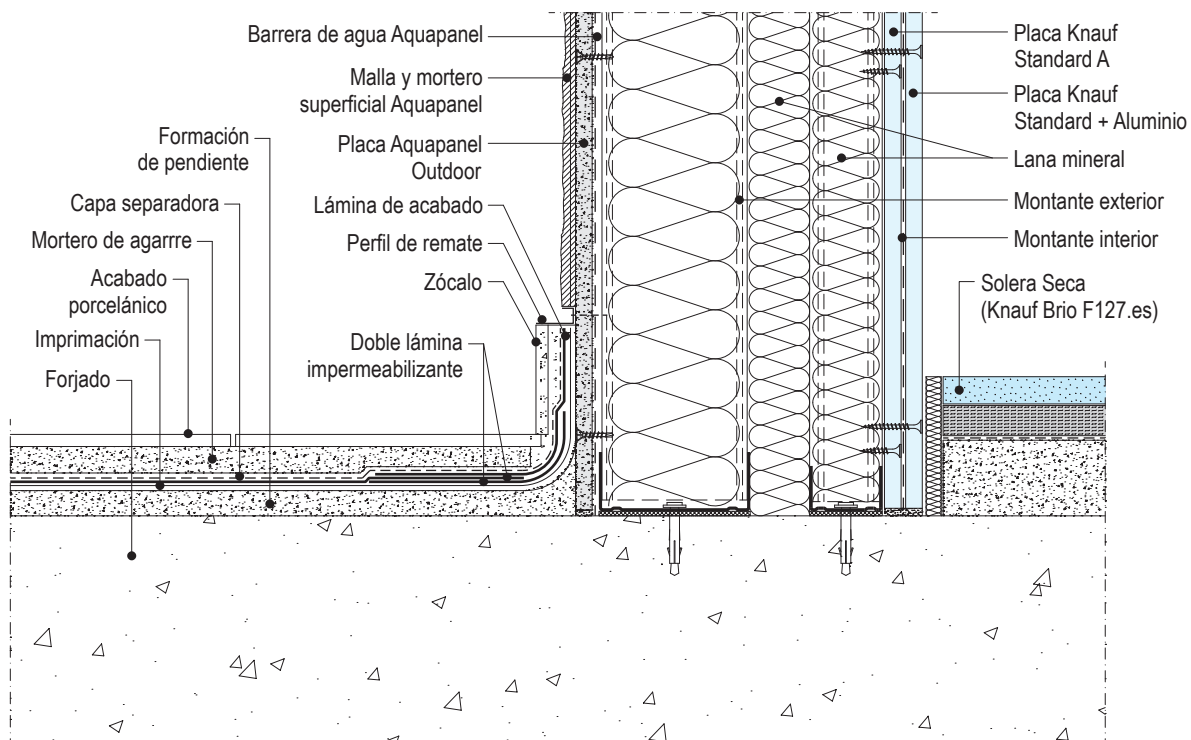 Barrera de agua Aquapanel
Malla y mortero
superficial Aquapanel
Placa Aquapanel
Outdoor
Lámina de acabado
Perfil de remate
Zócalo
Doble lámina
impermeabilizante
Formación
de pendiente
Capa separadora
Mortero de agarrre
Acabado
porcelánico
Imprimación
Forjado
Placa Knauf
Standard A
Placa Knauf
Standard + Aluminio
Lana mineral
Montante exterior
Montante interior
Solera Seca
(Knauf Brio F127.es)